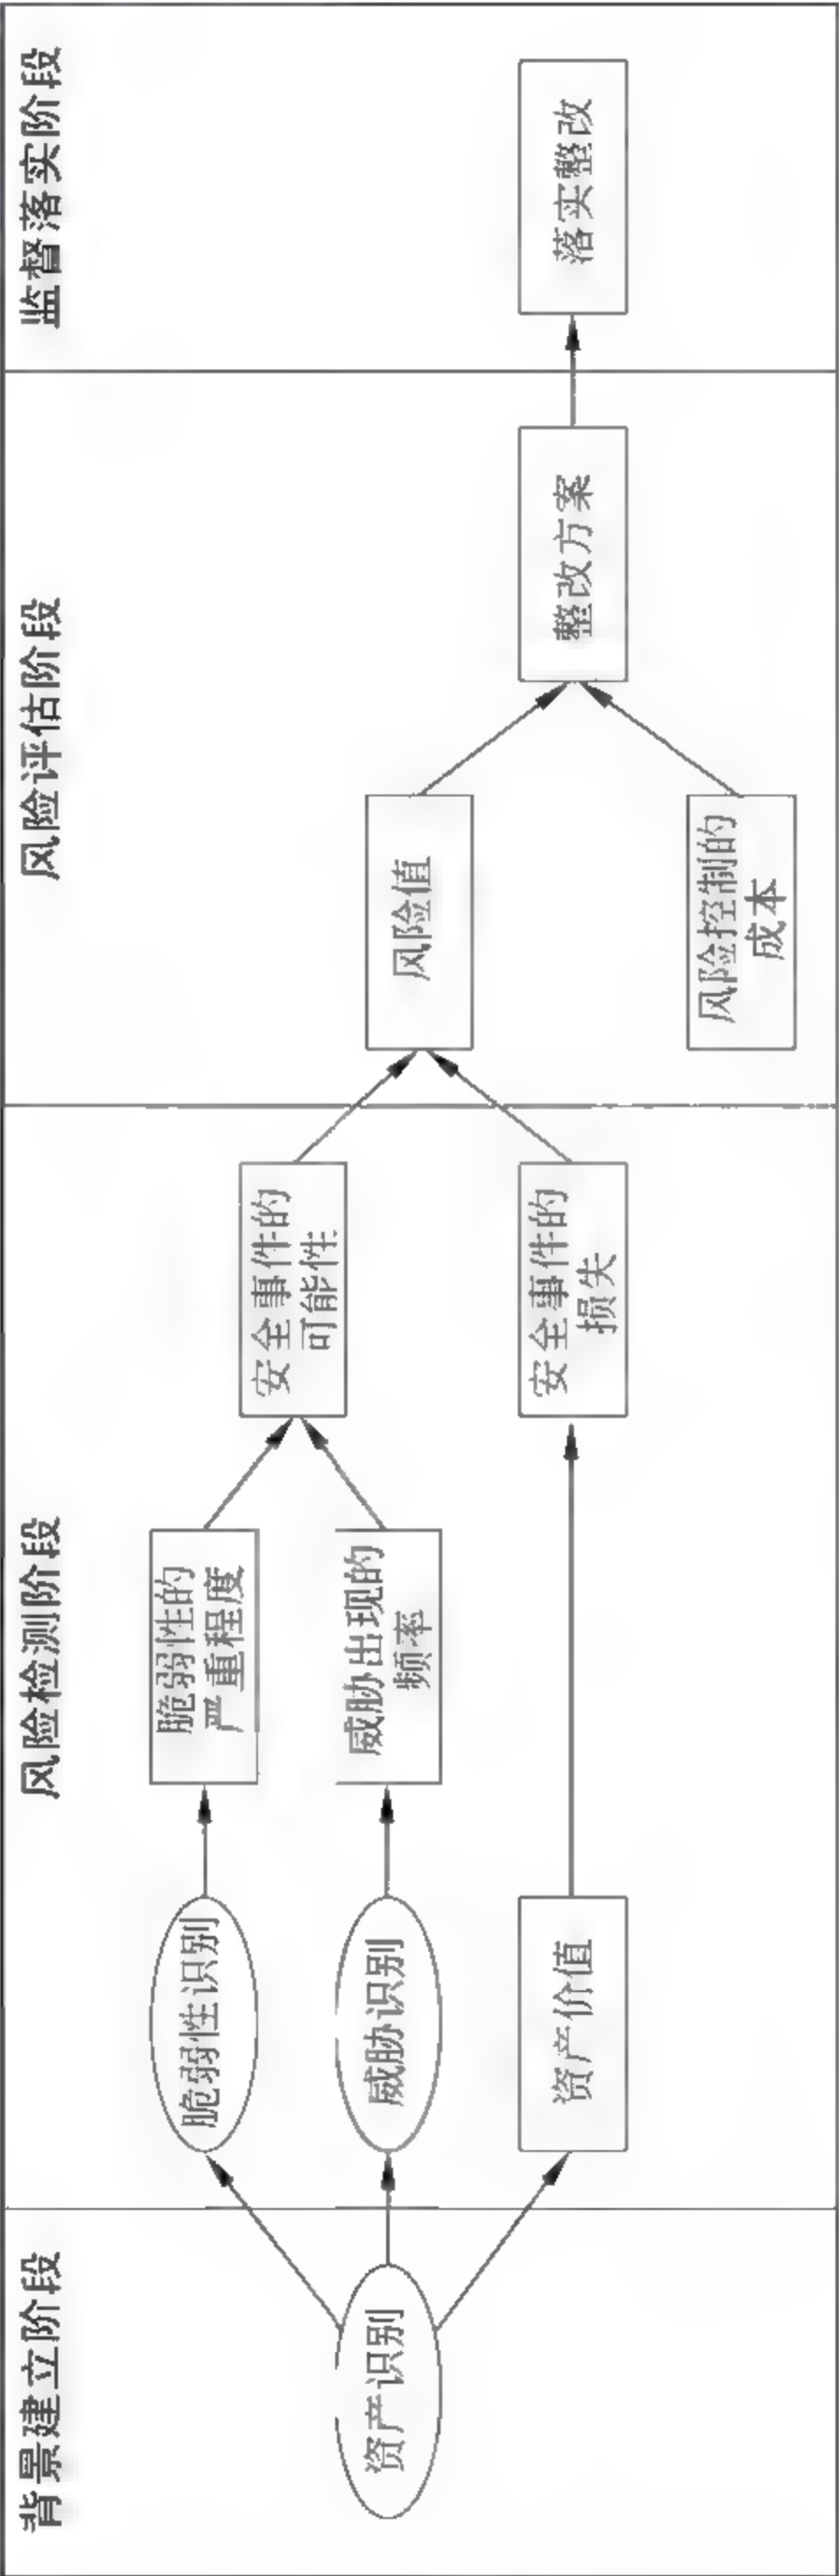 背景建立阶段
风险检测阶段
风险评估阶段
监督落实阶段
资产识别
脆弱性识别
威胁识别
资产价值
脆弱性的
严重程度
威胁出现的
频率
安全事件的
可能性
安全事件的
损失
风险值
风险控制的
成本
整改方案
落实整改